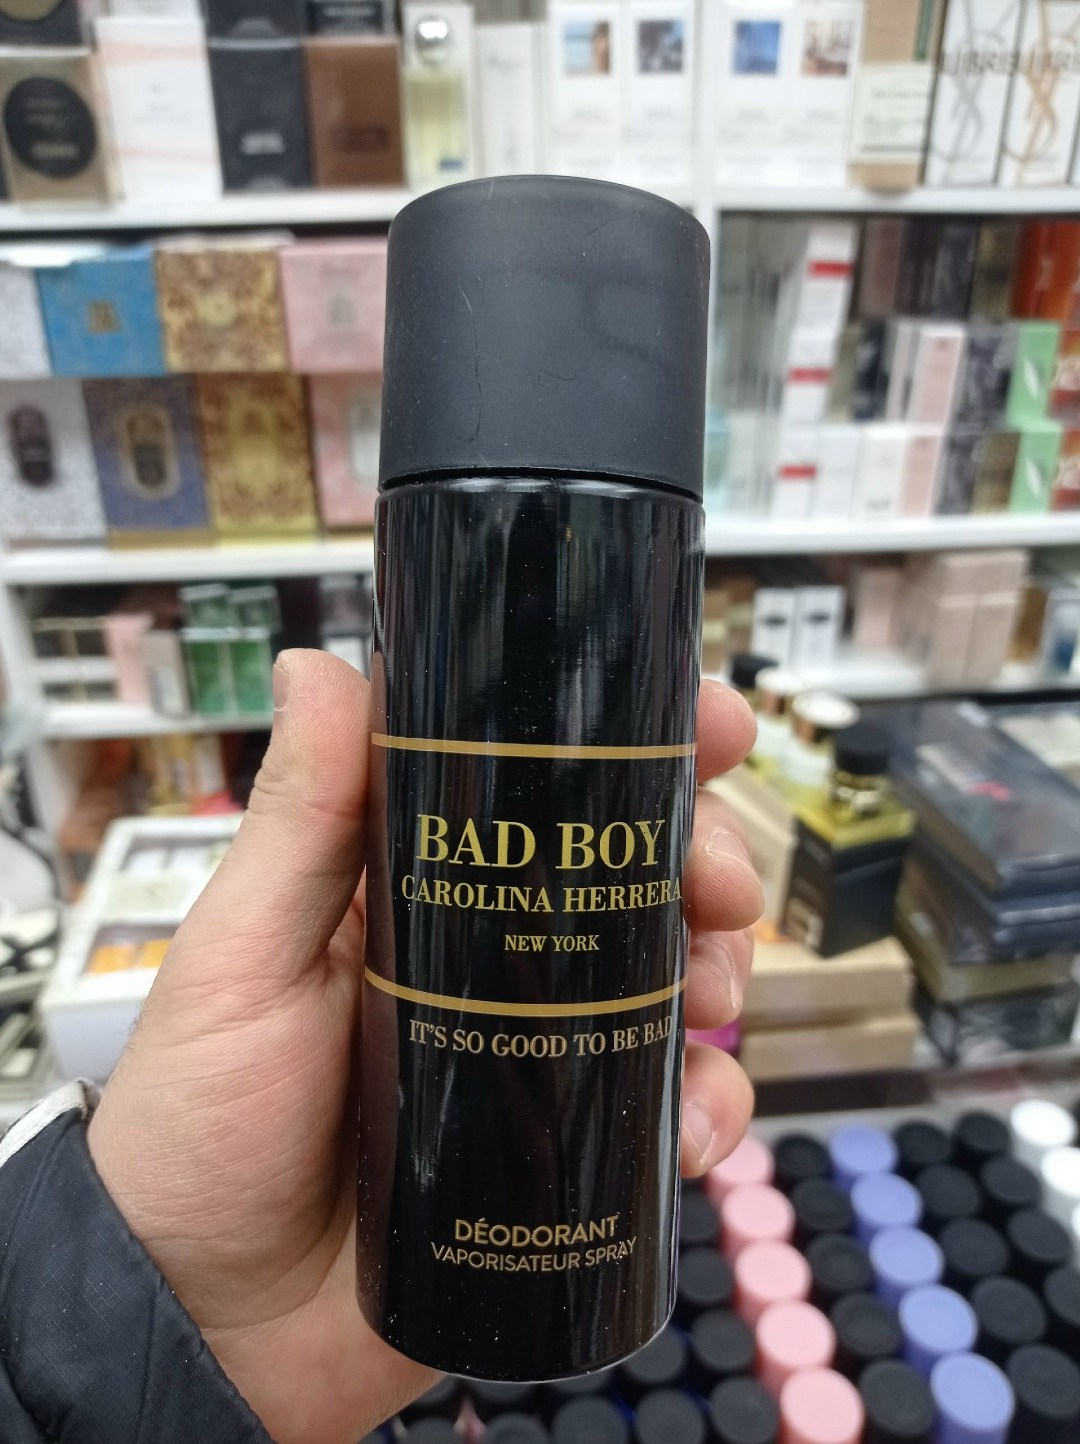 BAD BOY
CAROLINA HERRERA
NEW YORK
IT'S SO GOOD TO BE BAD
DÉODORANT
VAPORISATEUR SPRAY